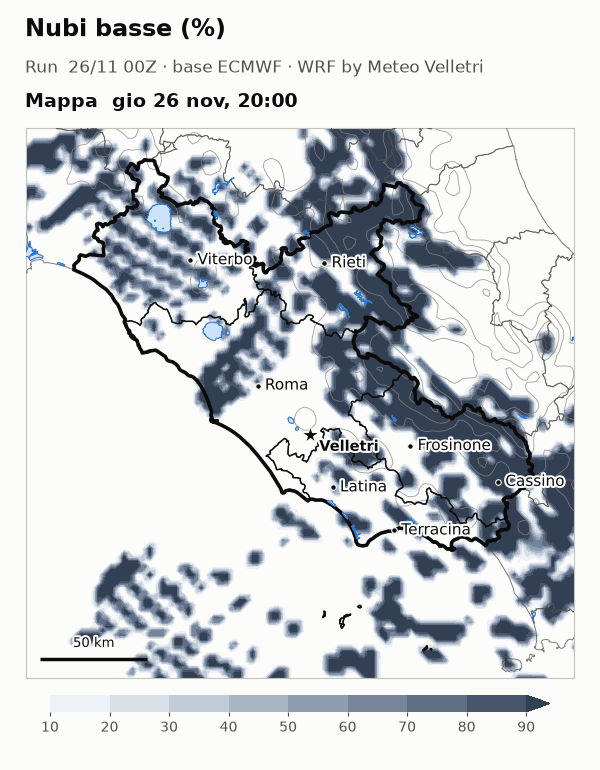 Nubi basse (%)
Run 26/11 00Z · base ECMWF · WRF by Meteo Velletri
Mappa gio 26 nov, 20:00
Viterbo
Rieti
Roma
Velletri
Frosinone
Cassino
Latina
Terracina
50 km
10 20 30 40 50 60 70 80 90